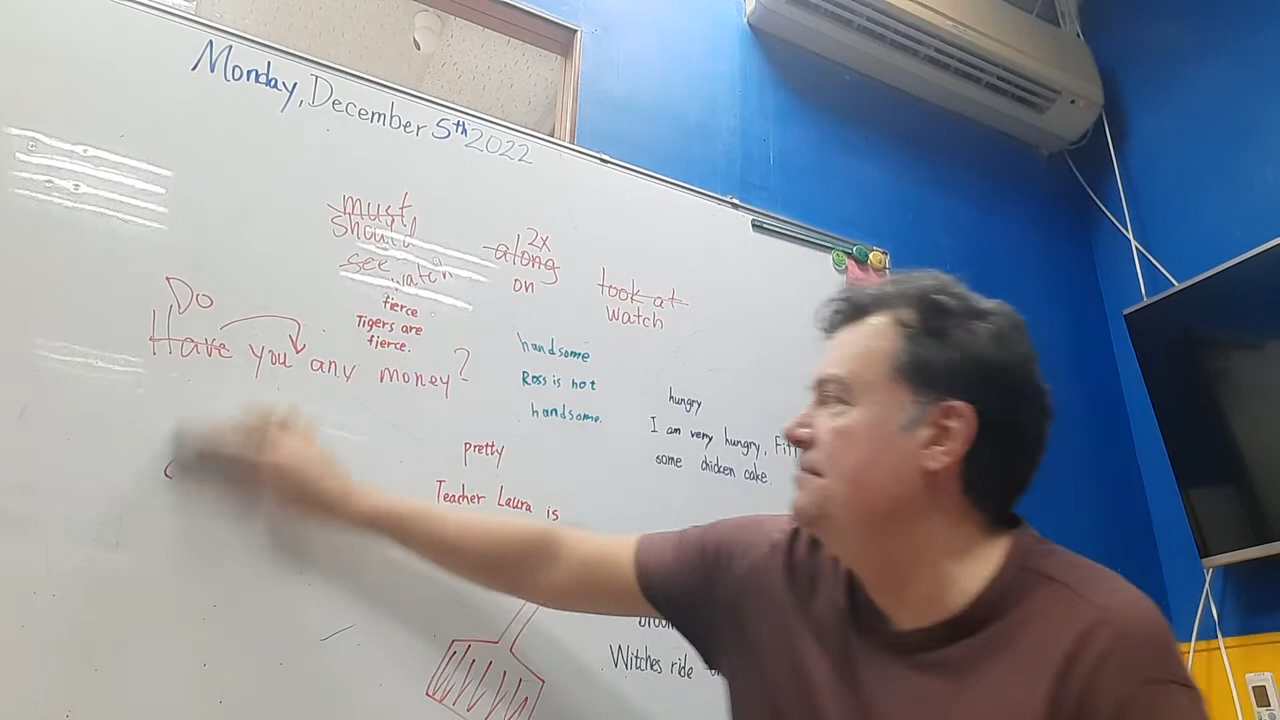 Monday, December 5th 2022
must
should
see
watch
fierce
Tigers are
fierce.
2x
along
on
took at
watch
Do
Have you any money?
handsome
Ross is not
handsome.
hungry
I am very hungry,
some chicken cake.
pretty
Teacher Laura is
Witches ride